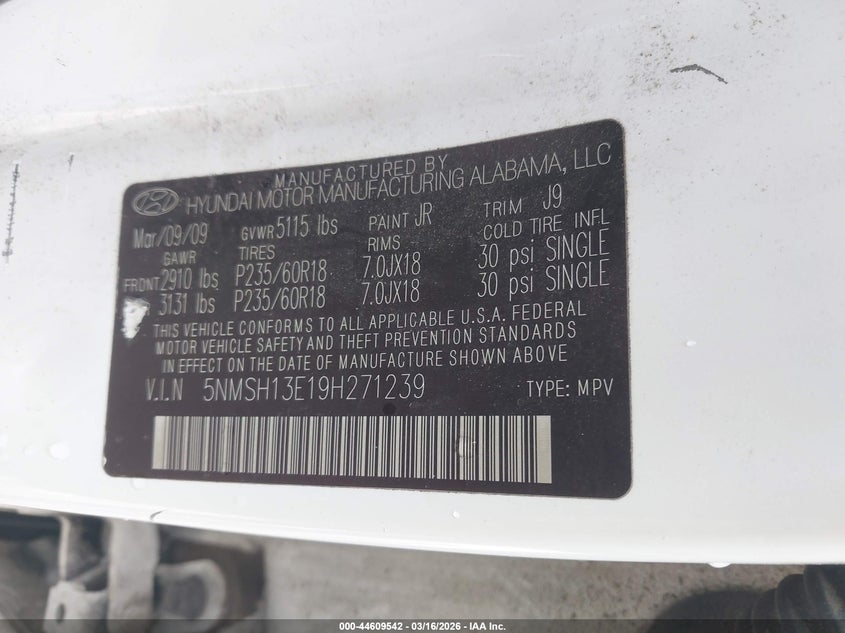 MANUFACTURED BY
HYUNDAI MOTOR MANUFACTURING ALABAMA, LLC
Mar/09/09 GVWR 5115 lbs PAINT JR TRIM J9
GAWR TIRES RIMS COLD TIRE INFL
FRONT 2910 lbs P235/60R18 7.0JX18 30 psi SINGLE
3131 lbs P235/60R18 7.0JX18 30 psi SINGLE
THIS VEHICLE CONFORMS TO ALL APPLICABLE U.S.A. FEDERAL
MOTOR VEHICLE SAFETY AND THEFT PREVENTION STANDARDS
IN EFFECT ON THE DATE OF MANUFACTURE SHOWN ABOVE
V.I.N 5NMSH13E19H271239 TYPE: MPV
000-44609542 - 03/16/2026 - IAA Inc.